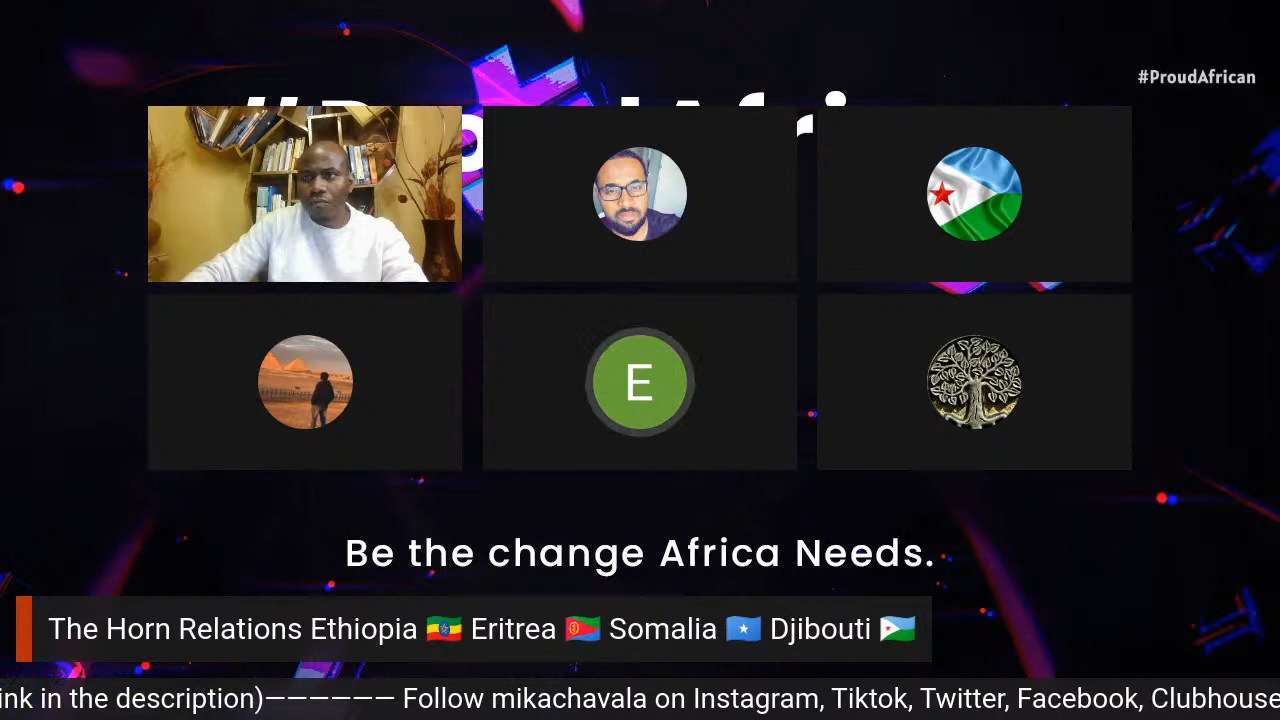 #ProudAfrican
E
Be the change Africa Needs.
The Horn Relations Ethiopia 🇪🇹 Eritrea 🇪🇷 Somalia 🇸🇴 Djibouti 🇩🇯
in the description)—————— Follow mikachavala on Instagram, Tiktok, Twitter, Facebook, Clubhouse